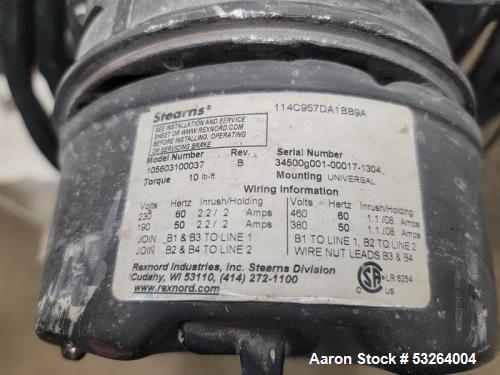 Stearns®
114C957DA1BB9A
SEE INSTALLATION AND SERVICE
SHEET OR WWW.REXNORD.COM
BEFORE INSTALLING, OPERATING,
OR SERVICING BRAKE.
Model Number Rev. Serial Number
105603100037 B 34500g001-00017-1304
Torque 10 lb-ft Mounting UNIVERSAL
Wiring Information
Volts Hertz Inrush/Holding Volts Hertz Inrush/Holding
230 60 2.2 / .2 Amps 460 60 1.1 /.08 Amps
190 50 2.2 / .2 Amps 380 50 1.1 /.08 Amps
JOIN B1 & B3 TO LINE 1 B1 TO LINE 1, B2 TO LINE 2
JOIN B2 & B4 TO LINE 2 WIRE NUT LEADS B3 & B4
Rexnord Industries, Inc. Stearns Division
Cudahy, WI 53110, (414) 272-1100
www.rexnord.com
LR 6254
C US
Aaron Stock # 53264004